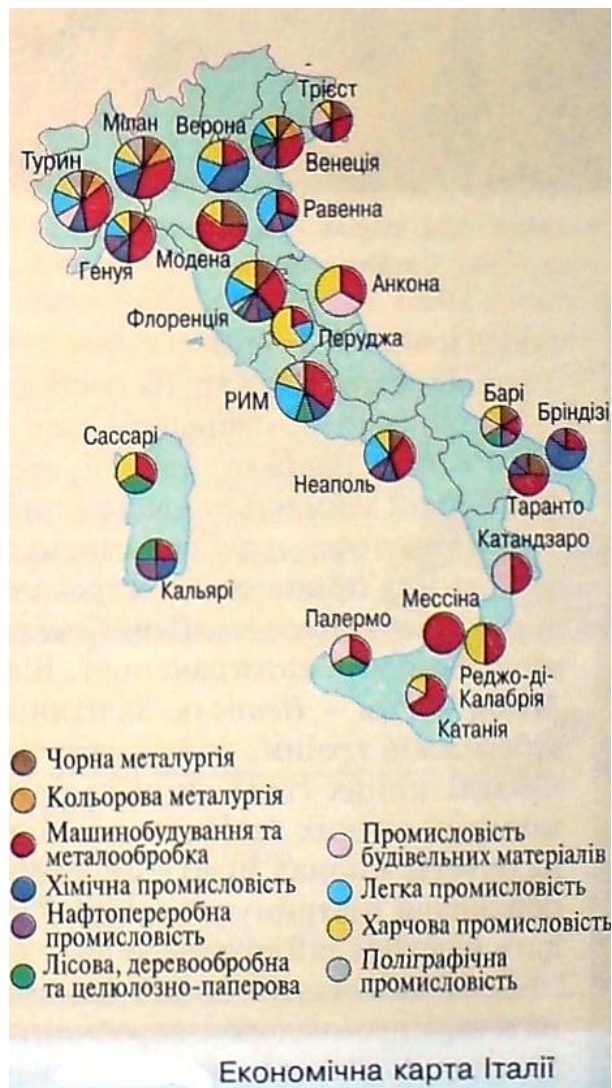 Трієст
Мілан
Верона
Турин
Венеція
Равенна
Генуя
Модена
Анкона
Флоренція
Перуджа
РИМ
Барі
Бріндізі
Сассарі
Неаполь
Таранто
Катандзаро
Кальярі
Мессіна
Палермо
Реджо-ді-
Калабрія
Катанія
Чорна металургія
Кольорова металургія
Машинобудування та
металообробка
Хімічна промисловість
Нафтопереробна
промисловість
Лісова, деревообробна
та целюлозно-паперова
Промисловість
будівельних матеріалів
Легка промисловість
Харчова промисловість
Поліграфічна
промисловість
Економічна карта Італії